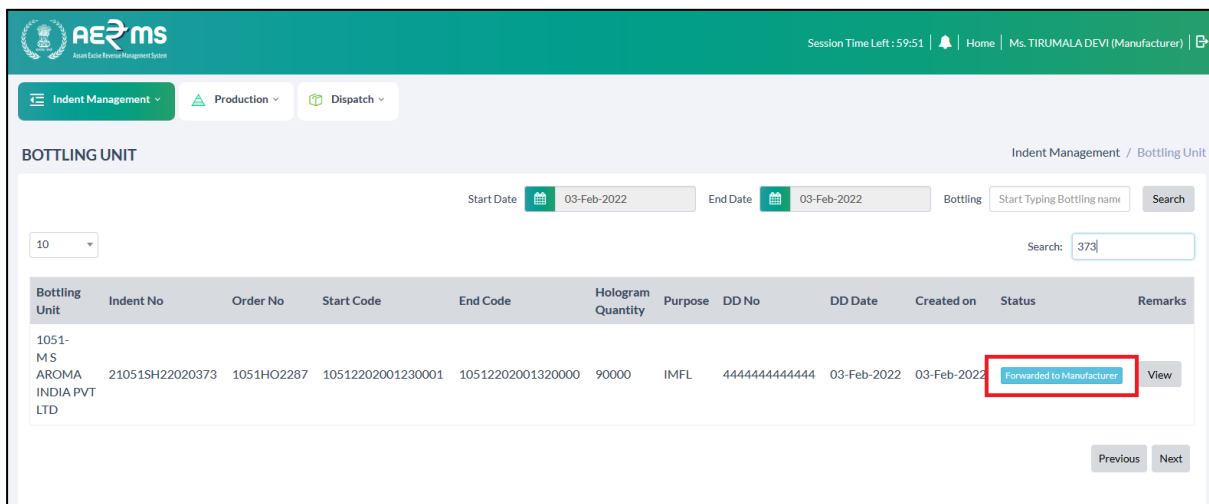 AERMS
Assam Excise Revenue Management System
Session Time Left : 59:51 | Home | Ms. TIRUMALA DEVI (Manufacturer) |
Indent Management
Production
Dispatch
BOTTLING UNIT
Indent Management / Bottling Unit
Start Date 03-Feb-2022 End Date 03-Feb-2022 Bottling Start Typing Bottling name Search
10
Search: 373
Bottling Unit Indent No Order No Start Code End Code Hologram Quantity Purpose DD No DD Date Created on Status Remarks
1051-
M S
AROMA
INDIA PVT
LTD
21051SH22020373 1051HO2287 10512202001230001 10512202001320000 90000 IMFL 4444444444444 03-Feb-2022 03-Feb-2022 Forwarded to Manufacturer View
Previous Next